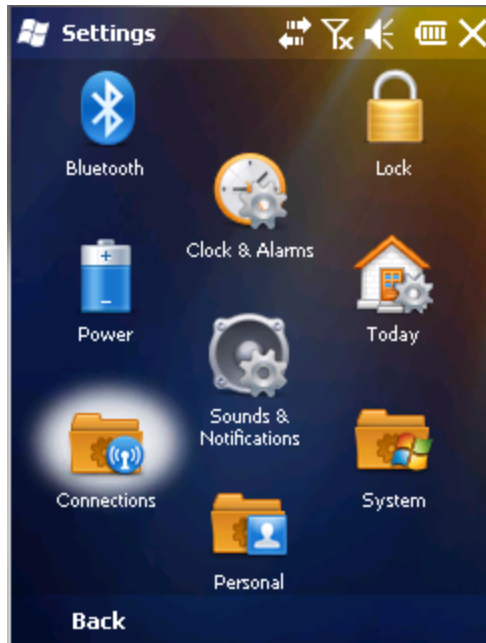 Settings
Bluetooth
Lock
Clock & Alarms
Power
Today
Sounds &
Notifications
Connections
System
Personal
Back